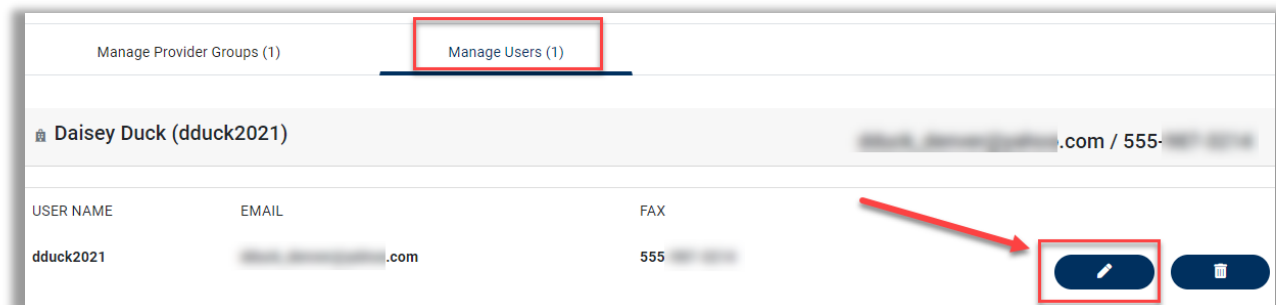 Manage Provider Groups (1) Manage Users (1)
Daisey Duck (dduck2021) .com / 555-
USER NAME EMAIL FAX
dduck2021 .com 555